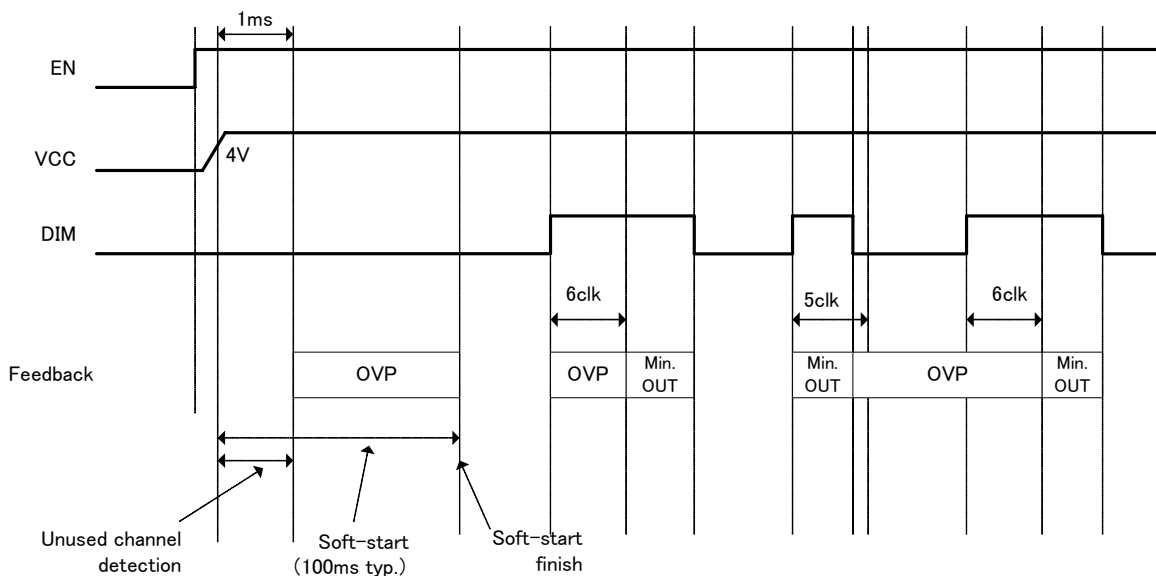 1ms
EN
VCC
4V
DIM
6clk
5clk
6clk
Feedback
OVP
OVP
Min.
OUT
Min.
OUT
OVP
Min.
OUT
Unused channel
detection
Soft-start
(100ms typ.)
Soft-start
finish